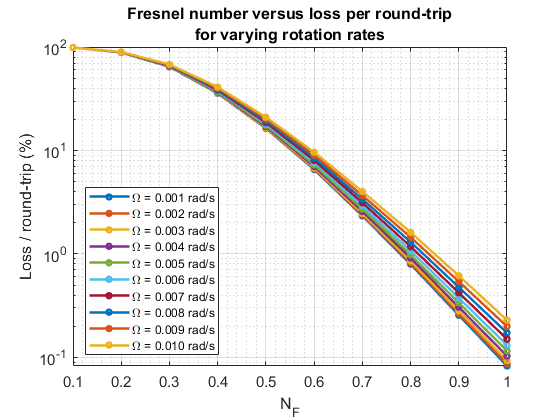 Fresnel number versus loss per round-trip
for varying rotation rates
Loss / round-trip (%)
10^2
10^1
10^0
10^-1
Ω = 0.001 rad/s
Ω = 0.002 rad/s
Ω = 0.003 rad/s
Ω = 0.004 rad/s
Ω = 0.005 rad/s
Ω = 0.006 rad/s
Ω = 0.007 rad/s
Ω = 0.008 rad/s
Ω = 0.009 rad/s
Ω = 0.010 rad/s
0.1 0.2 0.3 0.4 0.5 0.6 0.7 0.8 0.9 1
N_F